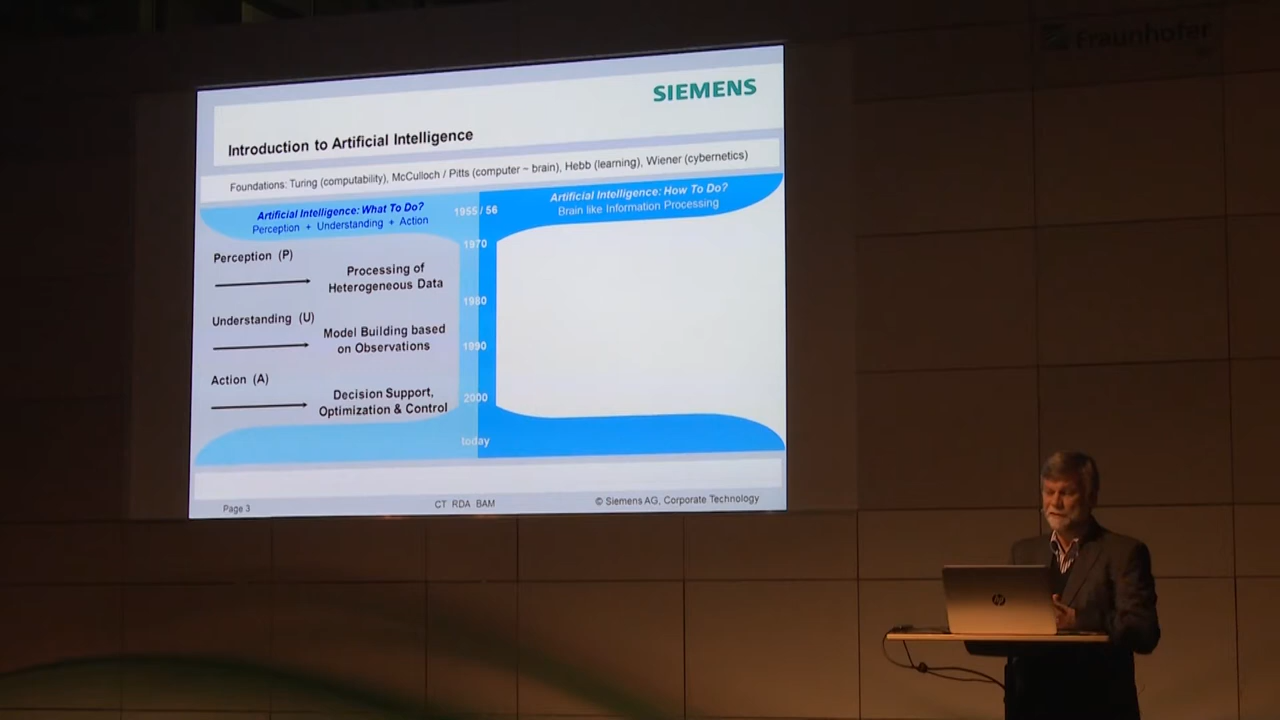 Fraunhofer
SIEMENS
Introduction to Artificial Intelligence
Foundations: Turing (computability), McCulloch / Pitts (computer ~ brain), Hebb (learning), Wiener (cybernetics)
Artificial Intelligence: What To Do?
Perception + Understanding + Action
1955 / 56
Artificial Intelligence: How To Do?
Brain like Information Processing
1970
Perception (P)
Processing of
Heterogeneous Data
1980
Understanding (U)
Model Building based
on Observations
1990
Action (A)
Decision Support,
Optimization & Control
2000
today
Page 3
CT RDA BAM
© Siemens AG, Corporate Technology
hp